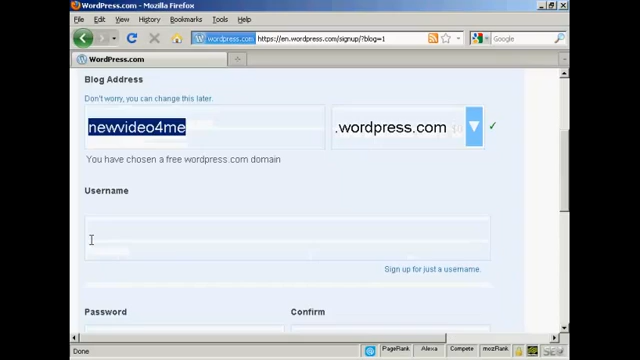 WordPress.com - Mozilla Firefox
File Edit View History Bookmarks Tools Help
wordpress.com https://en.wordpress.com/signup/?blog=1
Google
WordPress.com
Blog Address
Don't worry, you can change this later.
newvideo4me .wordpress.com
You have chosen a free wordpress.com domain
Username
Sign up for just a username.
Password Confirm
Done PageRank Alexa Compete mozRank